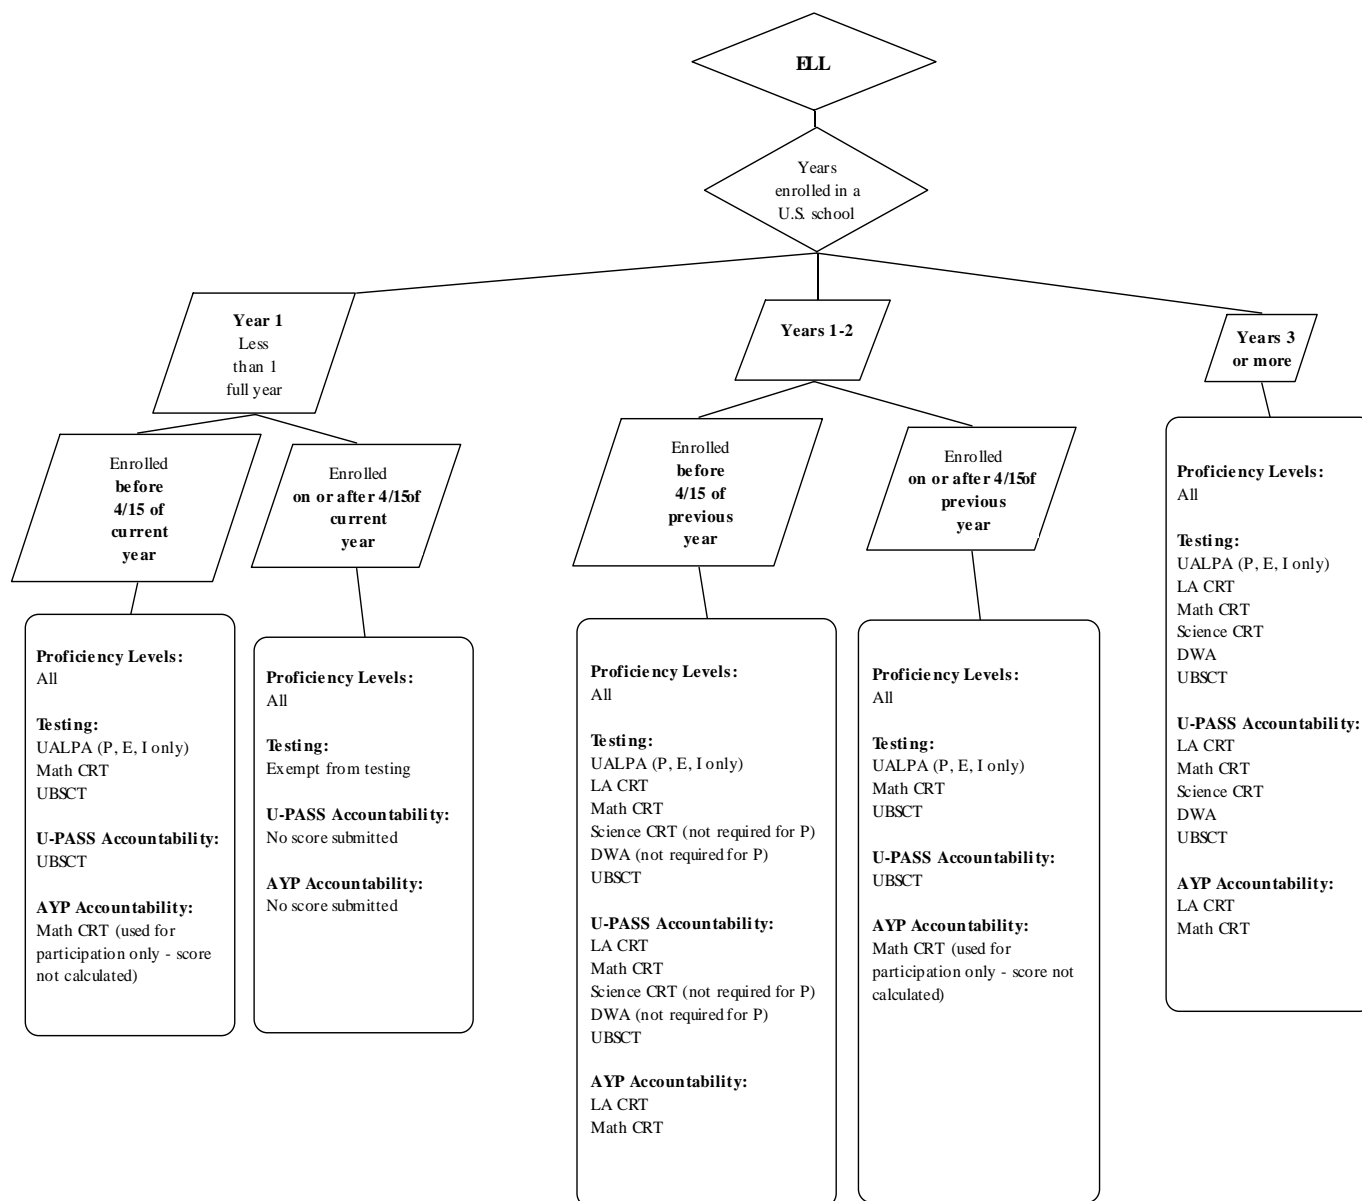 ELL
Years
enrolled in a
U.S. school
Year 1
Less
than 1
full year
Years 1-2
Years 3
or more
Enrolled
before
4/15 of
current
year
Enrolled
on or after 4/15of
current
year
Enrolled
before
4/15 of
previous
year
Enrolled
on or after 4/15of
previous
year
Proficiency Levels:
All
Testing:
UALPA (P, E, I only)
Math CRT
UBSCT
U-PASS Accountability:
UBSCT
AYP Accountability:
Math CRT (used for
participation only - score
not calculated)
Proficiency Levels:
All
Testing:
Exempt from testing
U-PASS Accountability:
No score submitted
AYP Accountability:
No score submitted
Proficiency Levels:
All
Testing:
UALPA (P, E, I only)
LA CRT
Math CRT
Science CRT (not required for P)
DWA (not required for P)
UBSCT
U-PASS Accountability:
LA CRT
Math CRT
Science CRT (not required for P)
DWA (not required for P)
UBSCT
AYP Accountability:
LA CRT
Math CRT
Proficiency Levels:
All
Testing:
UALPA (P, E, I only)
Math CRT
UBSCT
U-PASS Accountability:
UBSCT
AYP Accountability:
Math CRT (used for
participation only - score not
calculated)
Proficiency Levels:
All
Testing:
UALPA (P, E, I only)
LA CRT
Math CRT
Science CRT
DWA
UBSCT
U-PASS Accountability:
LA CRT
Math CRT
Science CRT
DWA
UBSCT
AYP Accountability:
LA CRT
Math CRT